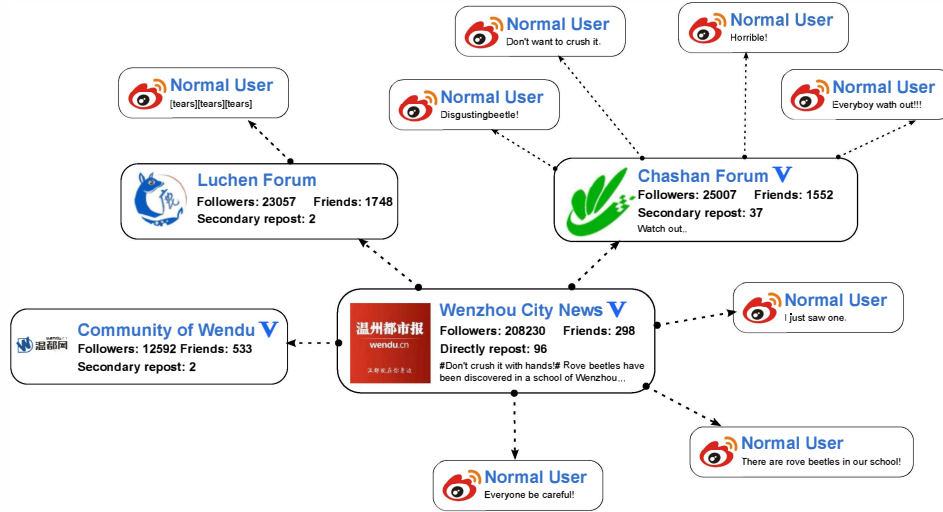 Normal User
Don't want to crush it.
Normal User
Horrible!
Normal User
[tears][tears][tears]
Normal User
Disgustingbeetle!
Normal User
Everyboy wath out!!!
Luchen Forum
Followers: 23057 Friends: 1748
Secondary repost: 2
Chashan Forum V
Followers: 25007 Friends: 1552
Secondary repost: 37
Watch out..
Community of Wendu V
Followers: 12592 Friends: 533
Secondary repost: 2
温都网
温州都市报
wendu.cn
Wenzhou City News V
Followers: 208230 Friends: 298
Directly repost: 96
#Don't crush it with hands!# Rove beetles have
been discovered in a school of Wenzhou...
Normal User
I just saw one.
Normal User
There are rove beetles in our school!
Normal User
Everyone be careful!